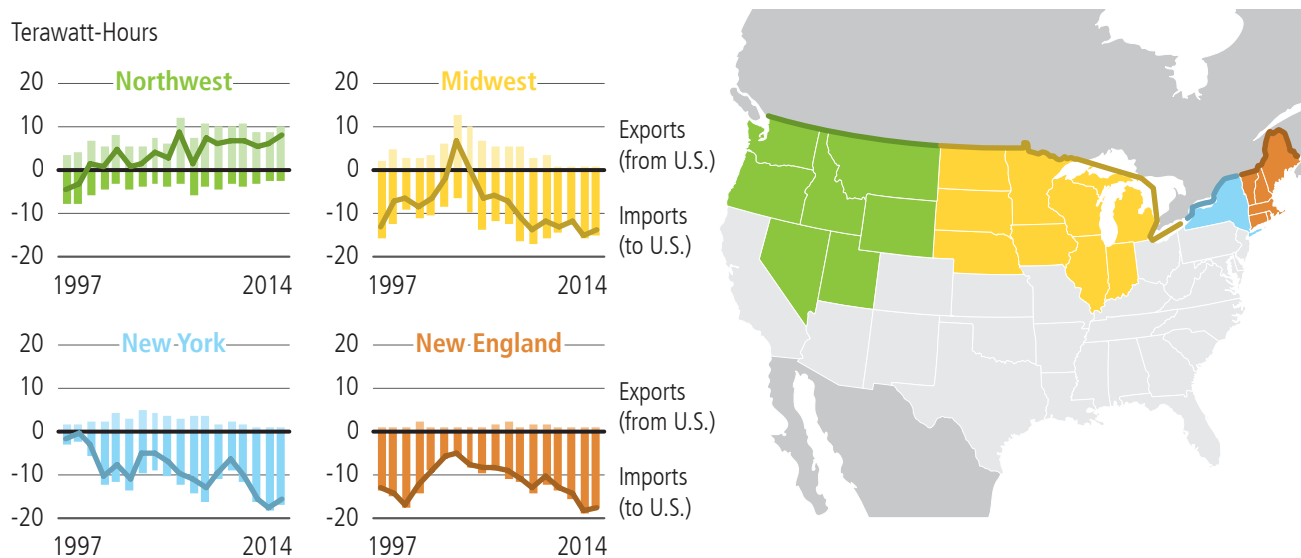 Terawatt-Hours
20
Northwest
10
0
-10
-20
1997
2014
Midwest
Exports
(from U.S.)
Imports
(to U.S.)
-20
-10
0
10
20
1997
2014
20
New York
10
0
-10
-20
1997
2014
20
New England
10
0
-10
-20
Exports
(from U.S.)
Imports
(to U.S.)
1997
2014